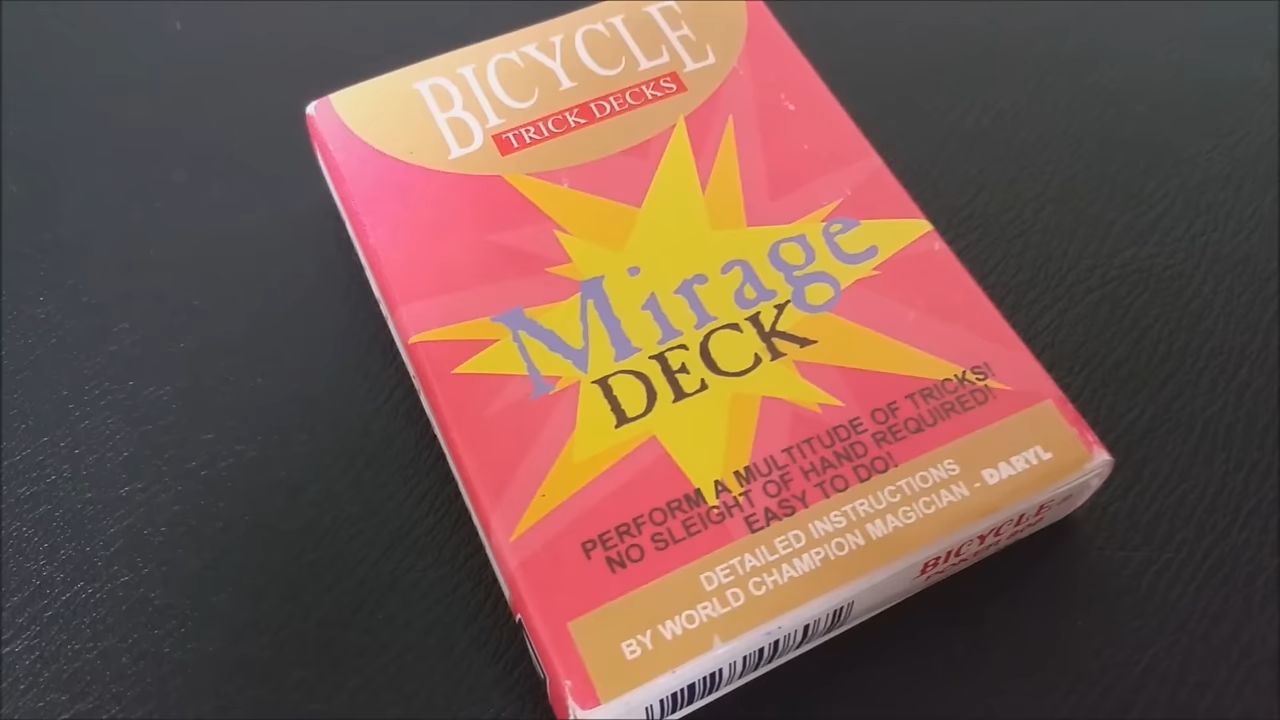 BICYCLE
TRICK DECKS
Mirage
DECK
PERFORM A MULTITUDE OF TRICKS!
NO SLEIGHT OF HAND REQUIRED!
EASY TO DO!
DETAILED INSTRUCTIONS
BY WORLD CHAMPION MAGICIAN - DARYL
BICYCLE®